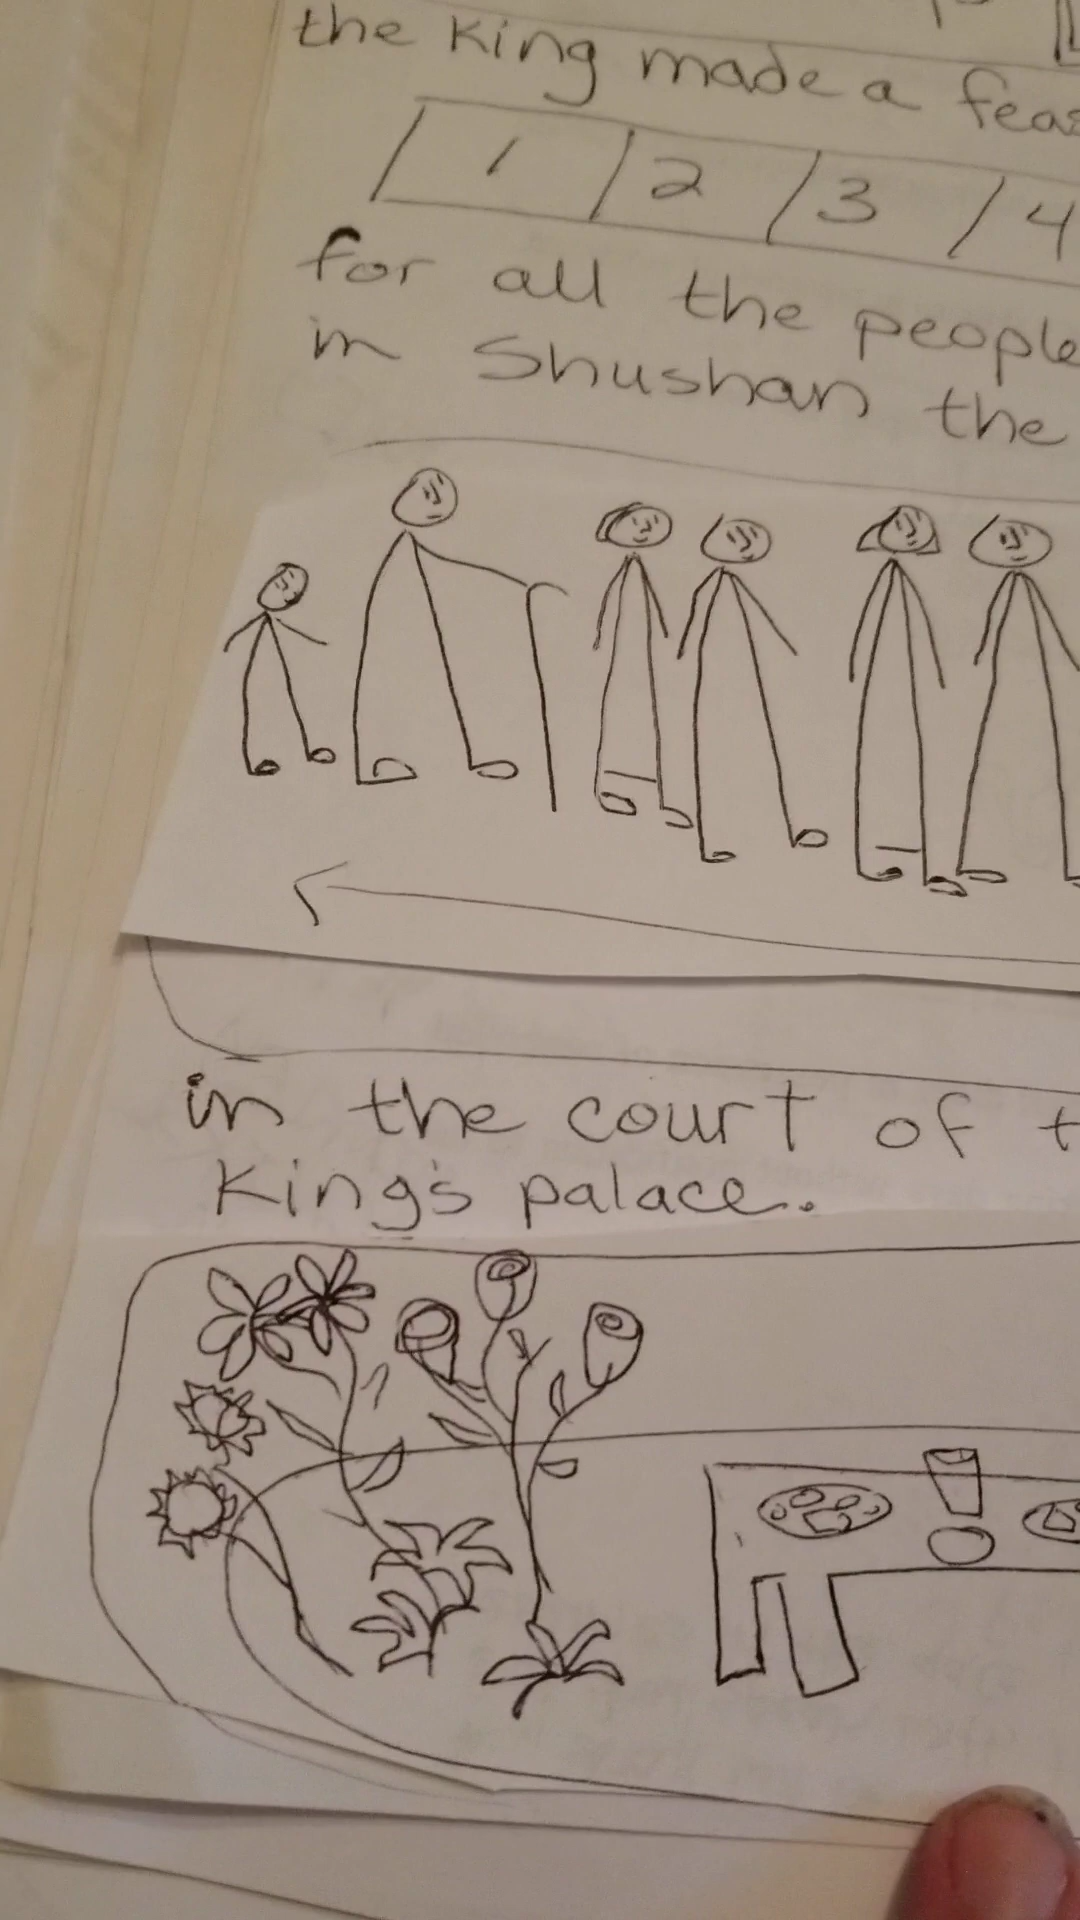 the King made a feas
1 2 3 4
for all the people
in Shushan the
in the court of t
King's palace.